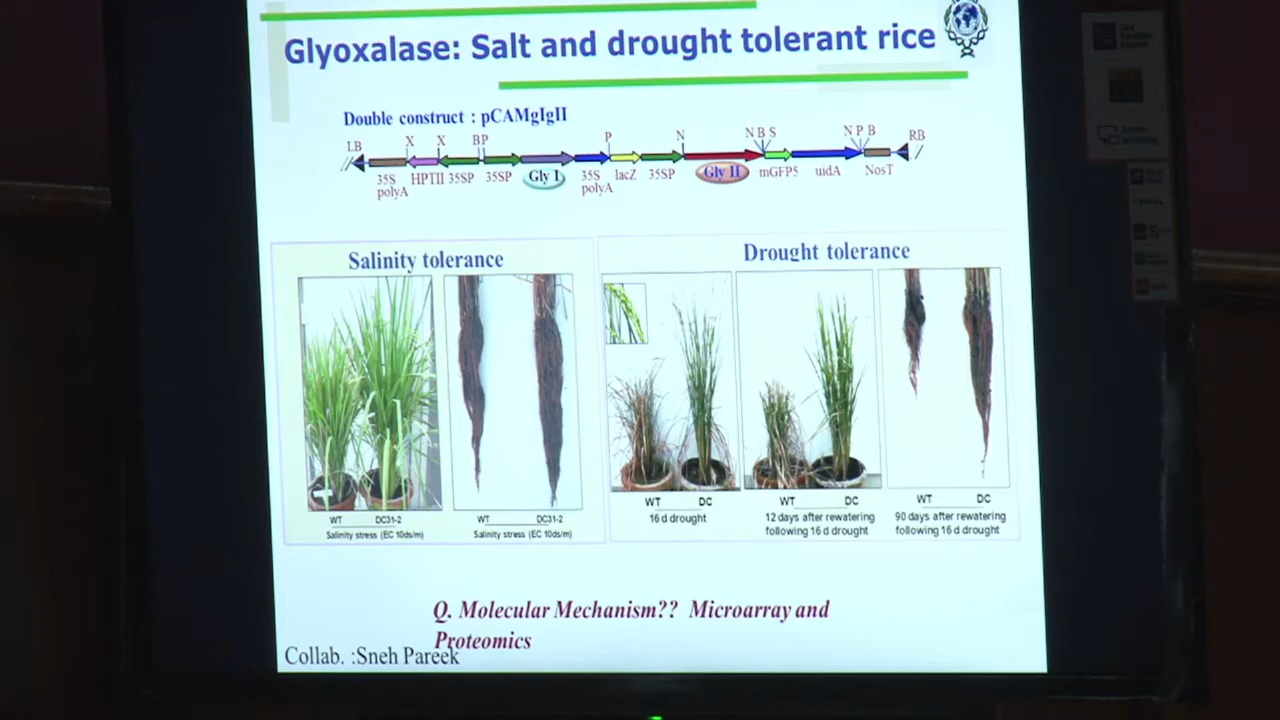 Glyoxalase: Salt and drought tolerant rice
Double construct : pCAMgIgII
LB X X BP P N N B S N P B RB
35S polyA HPTII 35SP 35SP Gly I 35S polyA lacZ 35SP Gly II mGFP5 uidA NosT
Salinity tolerance
Drought tolerance
WT DC31-2
Salinity stress (EC 10ds/m)
WT DC31-2
Salinity stress (EC 10ds/m)
WT DC
16 d drought
WT DC
12 days after rewatering
following 16 d drought
WT DC
90 days after rewatering
following 16 d drought
Q. Molecular Mechanism?? Microarray and
Proteomics
Collab. :Sneh Pareek